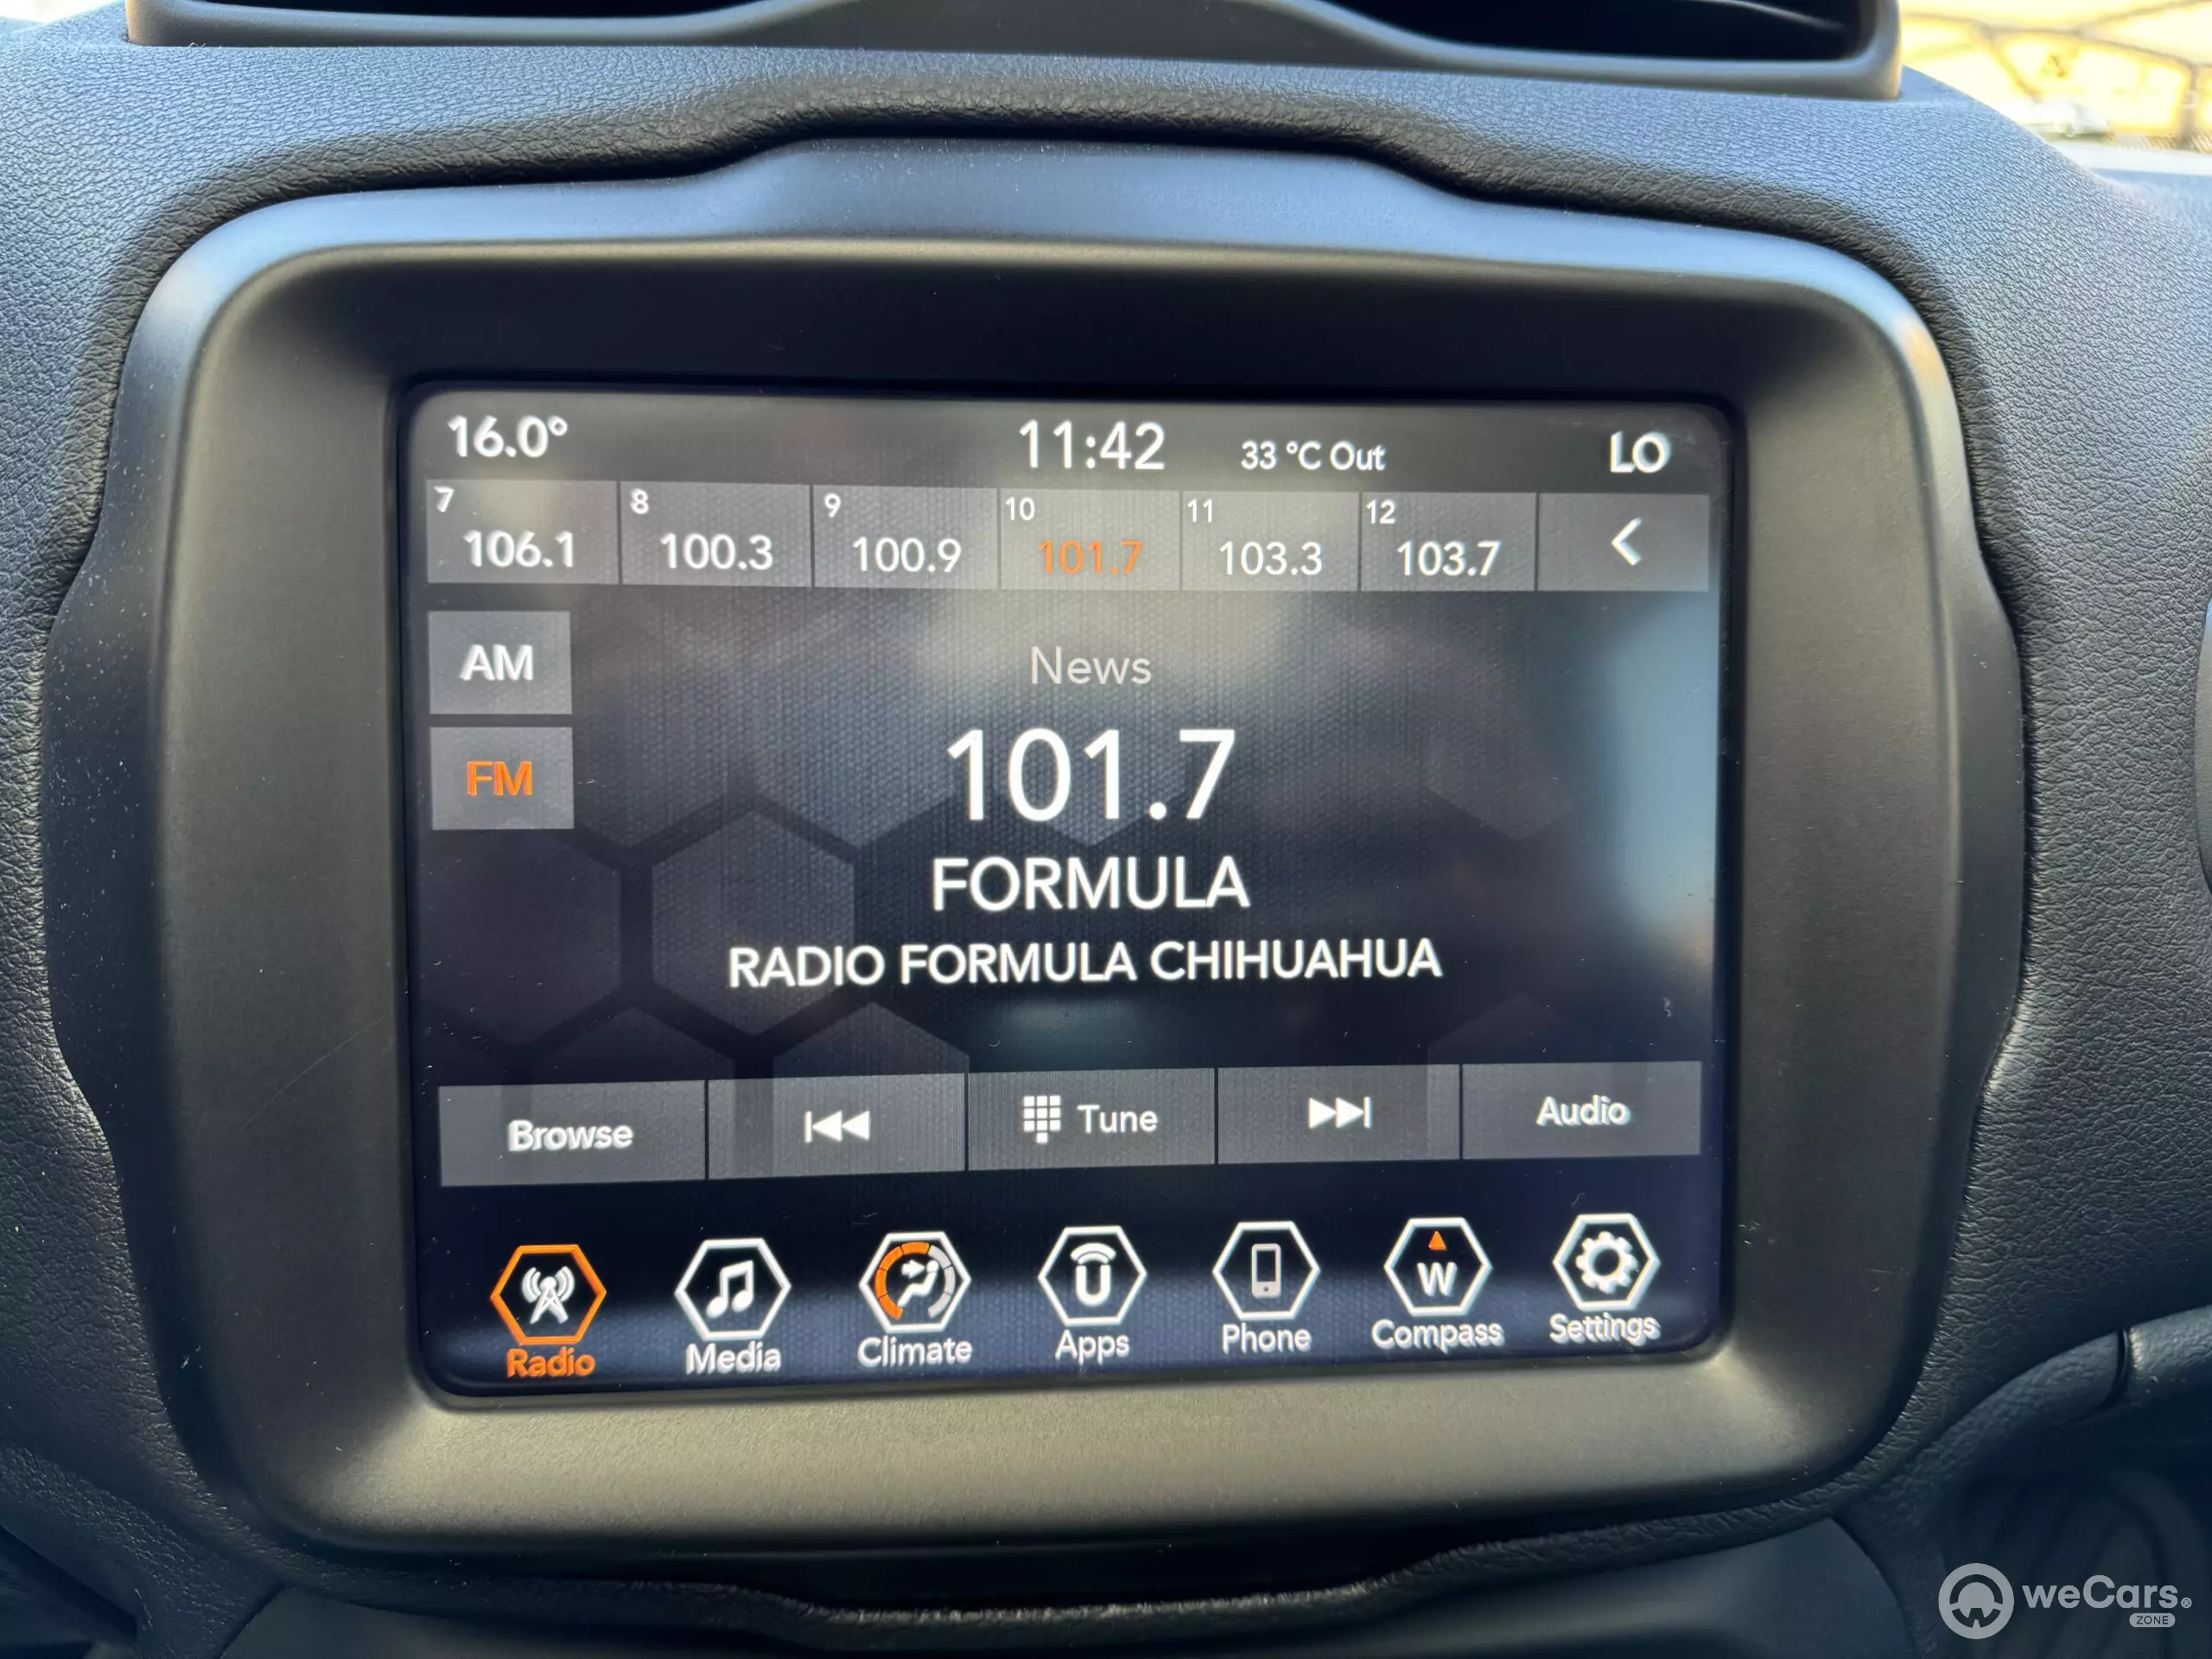 16.0° 11:42 33 °C Out LO
7 8 9 10 11 12
106.1 100.3 100.9 101.7 103.3 103.7 <
AM
News
FM
101.7
FORMULA
RADIO FORMULA CHIHUAHUA
Browse Tune Audio
U W
Radio Media Climate Apps Phone Compass Settings
weCars®
ZONE